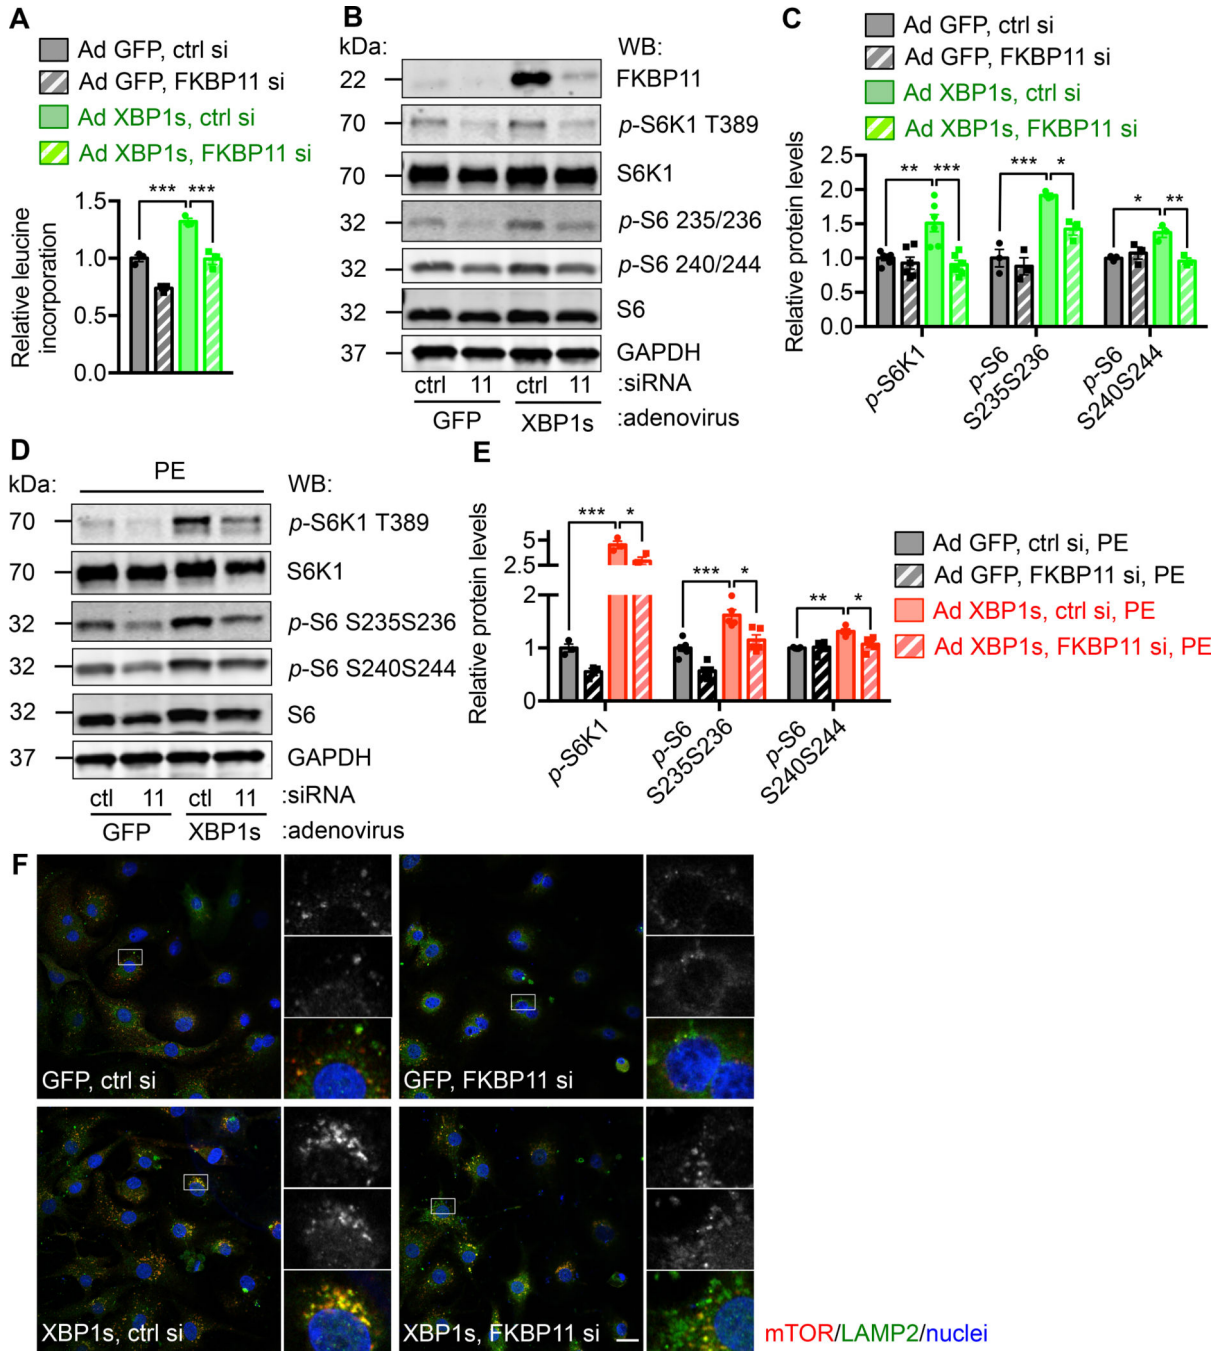 A
Ad GFP, ctrl si
Ad GFP, FKBP11 si
Ad XBP1s, ctrl si
Ad XBP1s, FKBP11 si
Relative leucine
incorporation
1.5
1.0
0.5
0.0
*** ***
B
kDa: WB:
22 FKBP11
70 p-S6K1 T389
70 S6K1
32 p-S6 235/236
32 p-S6 240/244
32 S6
37 GAPDH
ctrl 11 ctrl 11 :siRNA
GFP XBP1s :adenovirus
C
Ad GFP, ctrl si
Ad GFP, FKBP11 si
Ad XBP1s, ctrl si
Ad XBP1s, FKBP11 si
Relative protein levels
2.5
2.0
1.5
1.0
0.5
0.0
** *** *** * * **
p-S6K1
p-S6
S235S236
p-S6
S240S244
D
PE
kDa: WB:
70 p-S6K1 T389
70 S6K1
32 p-S6 S235S236
32 p-S6 S240S244
32 S6
37 GAPDH
ctl 11 ctl 11 :siRNA
GFP XBP1s :adenovirus
E
Relative protein levels
5
2.5
2
1
0
*** * *** * ** *
p-S6K1
p-S6
S235S236
p-S6
S240S244
Ad GFP, ctrl si, PE
Ad GFP, FKBP11 si, PE
Ad XBP1s, ctrl si, PE
Ad XBP1s, FKBP11 si, PE
F
GFP, ctrl si
GFP, FKBP11 si
XBP1s, ctrl si
XBP1s, FKBP11 si
mTOR/LAMP2/nuclei